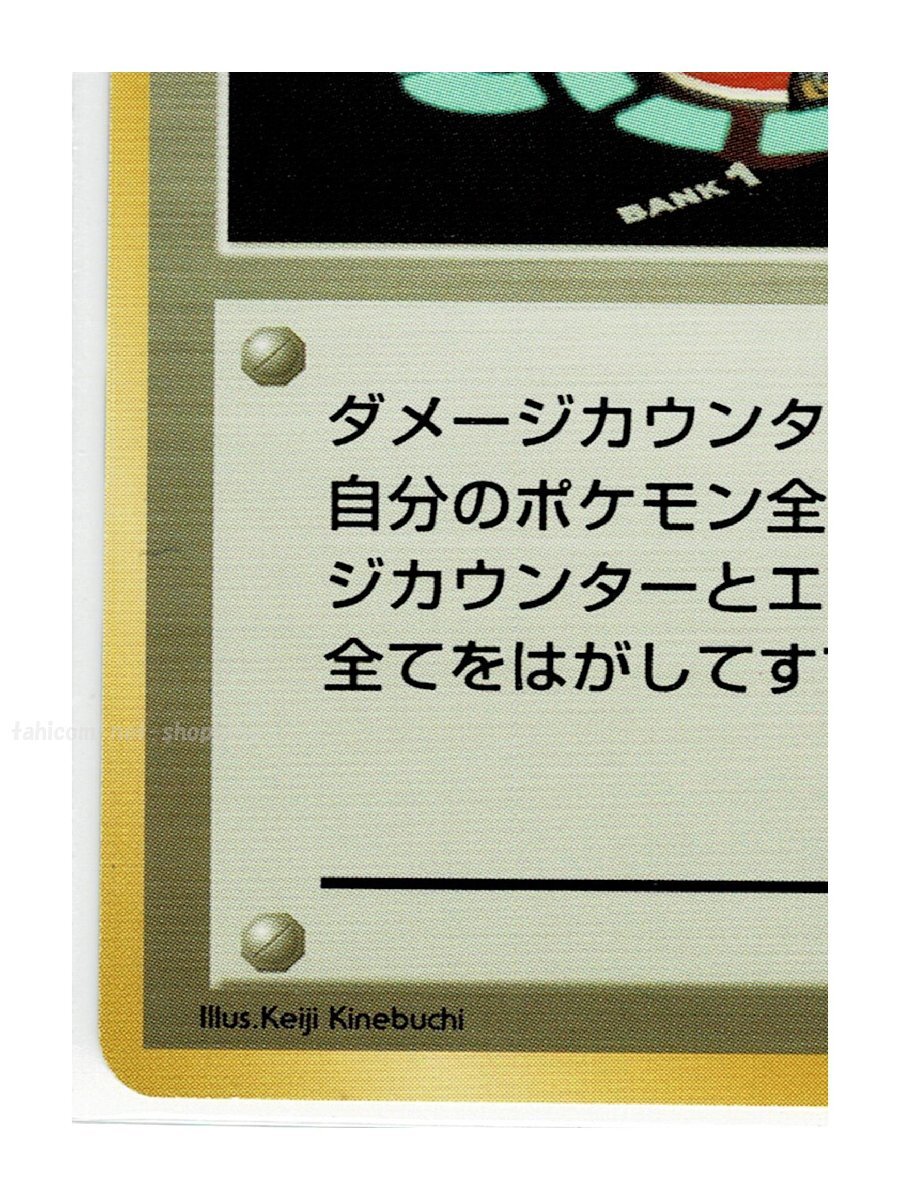 BANK 1
ダメージカウンタ
自分のポケモン全
ジカウンターとエ
全てをはがしてす
Illus.Keiji Kinebuchi